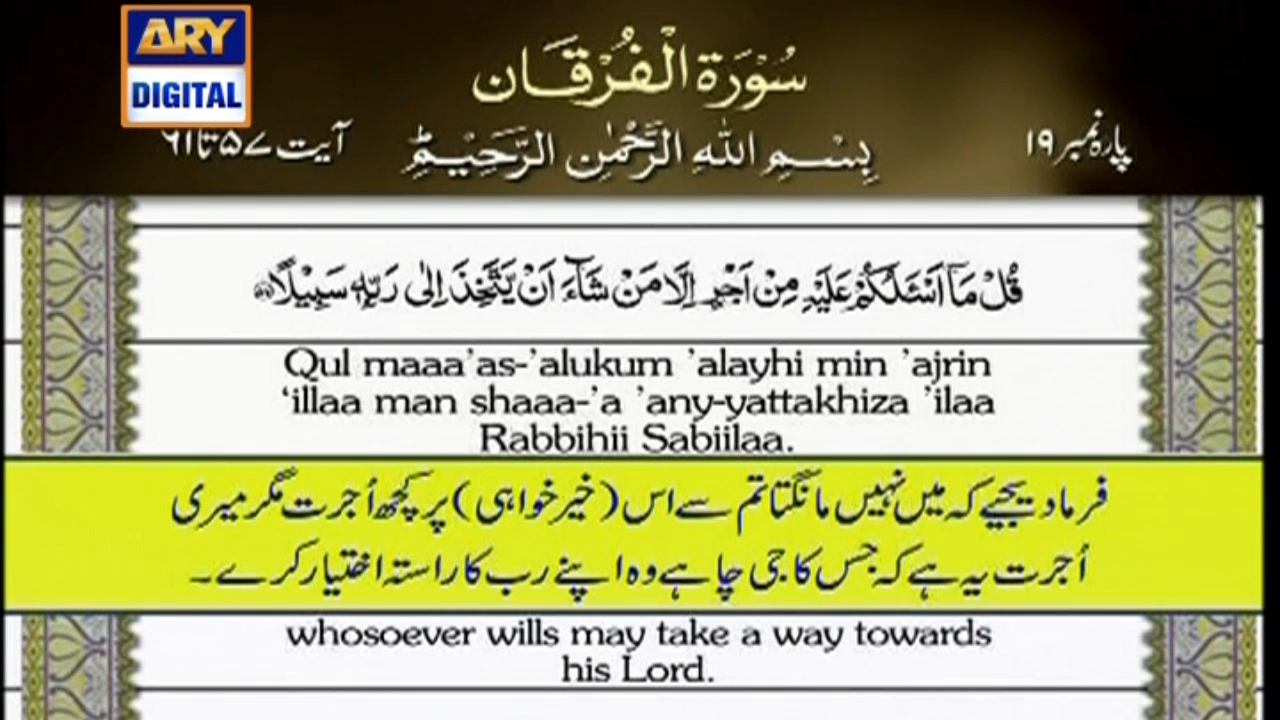 ARY
DIGITAL
سُوْرَۃُ الْفُرْقَان
پارہ نمبر ۱۹
بِسْمِ اللهِ الرَّحْمٰنِ الرَّحِيْمِ
آیت ۵۷ تا ۶۱
قُلْ مَآ اَسْـَٔلُكُمْ عَلَيْهِ مِنْ اَجْرٍ اِلَّا مَنْ شَآءَ اَنْ يَّتَّخِذَ اِلٰى رَبِّهٖ سَبِيْلًا ۵۷
Qul maaa’as-’alukum ’alayhi min ’ajrin
‘illaa man shaaa-’a ’any-yattakhiza ’ilaa
Rabbihii Sabiilaa.
فرما دیجیے کہ میں نہیں مانگتا تم سے اس (خیر خواہی) پر کچھ اُجرت مگر میری
اُجرت یہ ہے کہ جس کا جی چاہے وہ اپنے رب کا راستہ اختیار کرے۔
whosoever wills may take a way towards
his Lord.